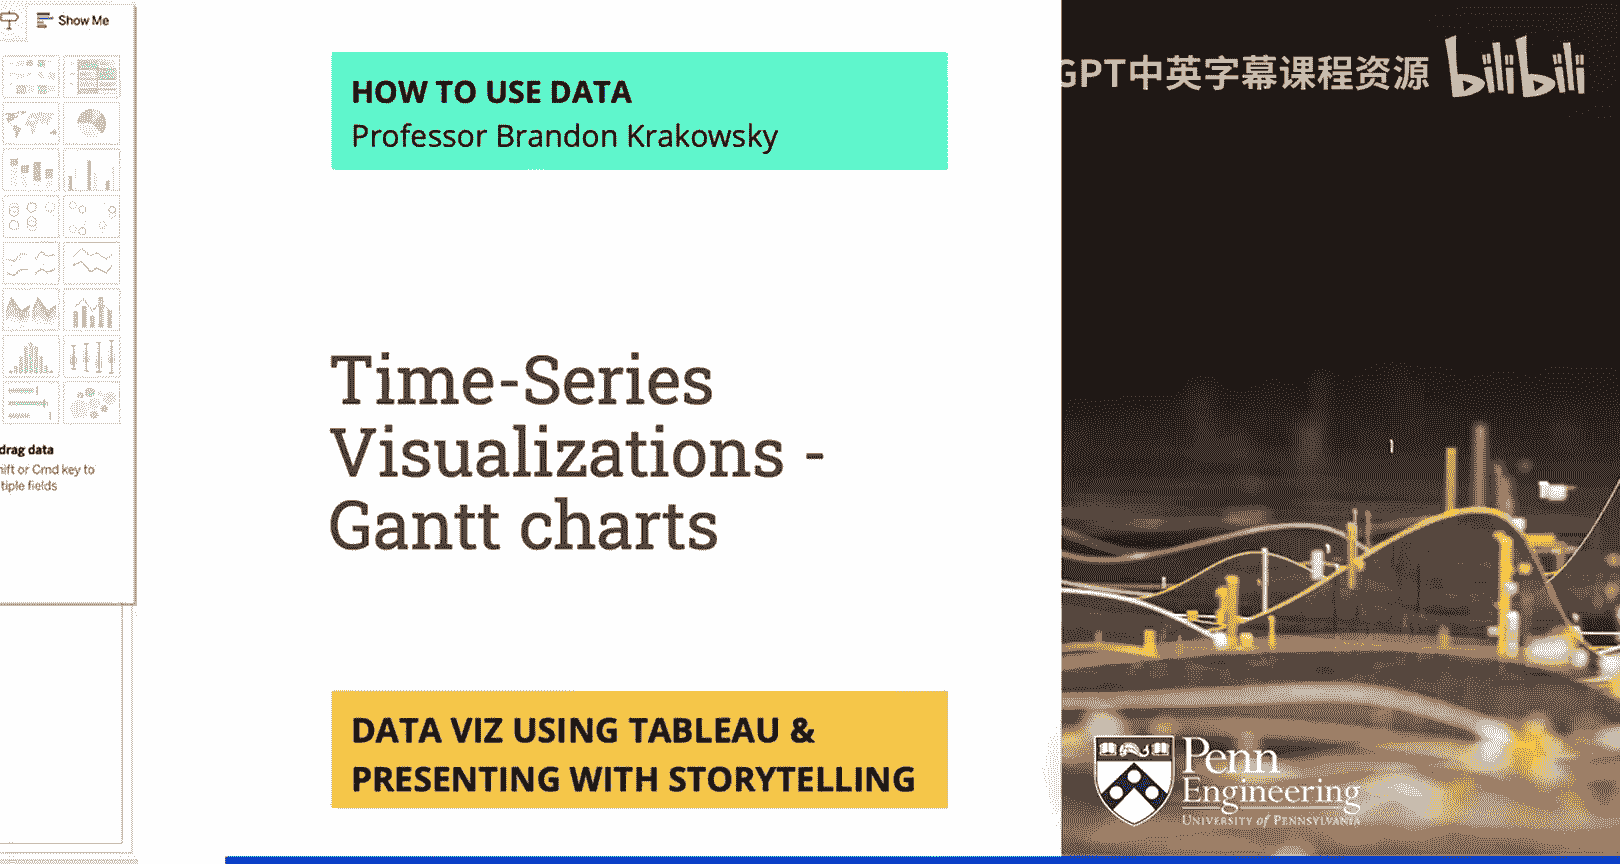 Show Me
HOW TO USE DATA
Professor Brandon Krakowsky
GPT中英字幕课程资源 bilibili
Time-Series
Visualizations -
Gantt charts
drag data
hift or Cmd key to
tiple fields
DATA VIZ USING TABLEAU &
PRESENTING WITH STORYTELLING
Penn
Engineering
UNIVERSITY of PENNSYLVANIA